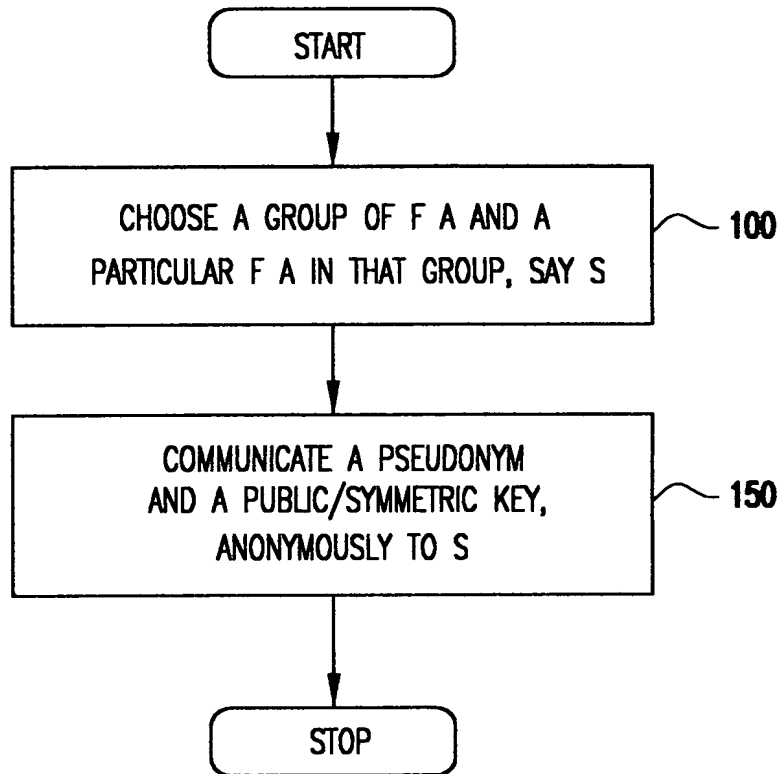 START
CHOOSE A GROUP OF F A AND A
PARTICULAR F A IN THAT GROUP, SAY S
100
COMMUNICATE A PSEUDONYM
AND A PUBLIC/SYMMETRIC KEY,
ANONYMOUSLY TO S
150
STOP